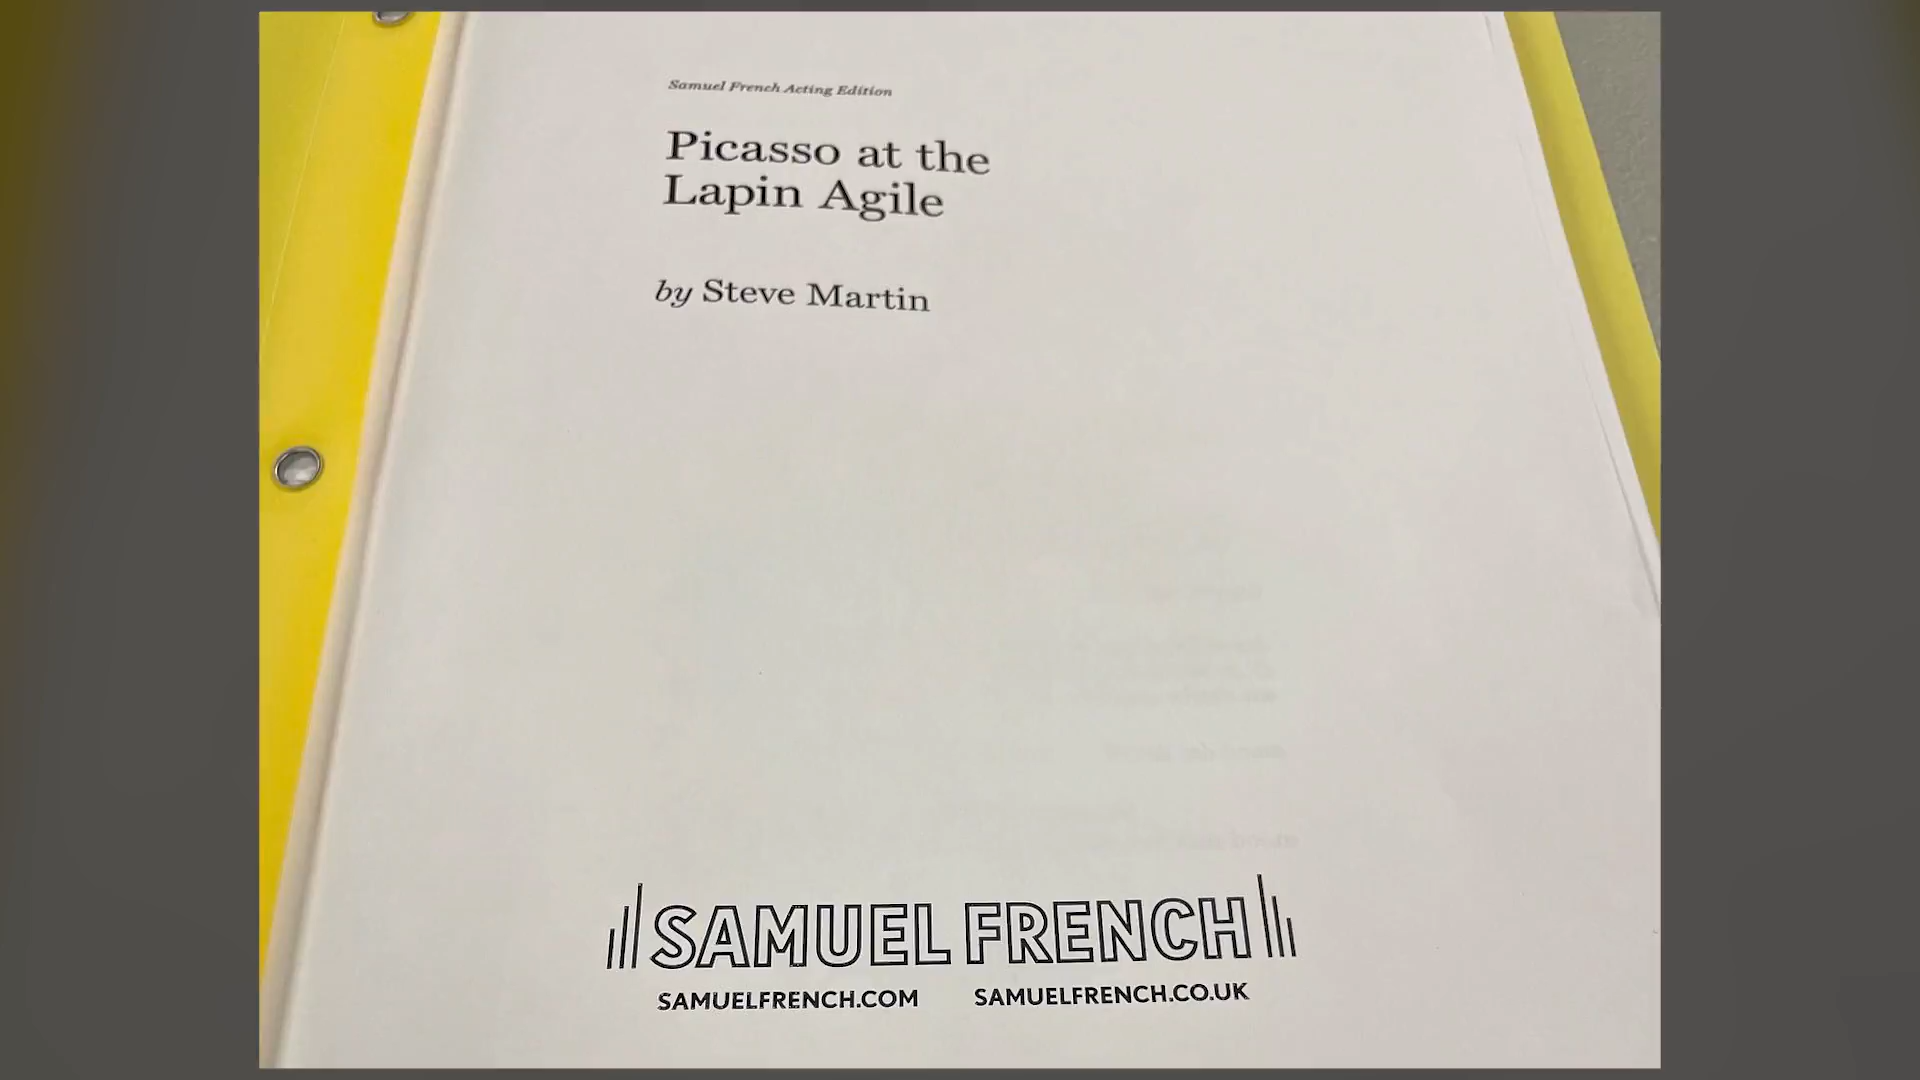 Samuel French Acting Edition
Picasso at the
Lapin Agile
by Steve Martin
SAMUEL FRENCH
SAMUELFRENCH.COM SAMUELFRENCH.CO.UK